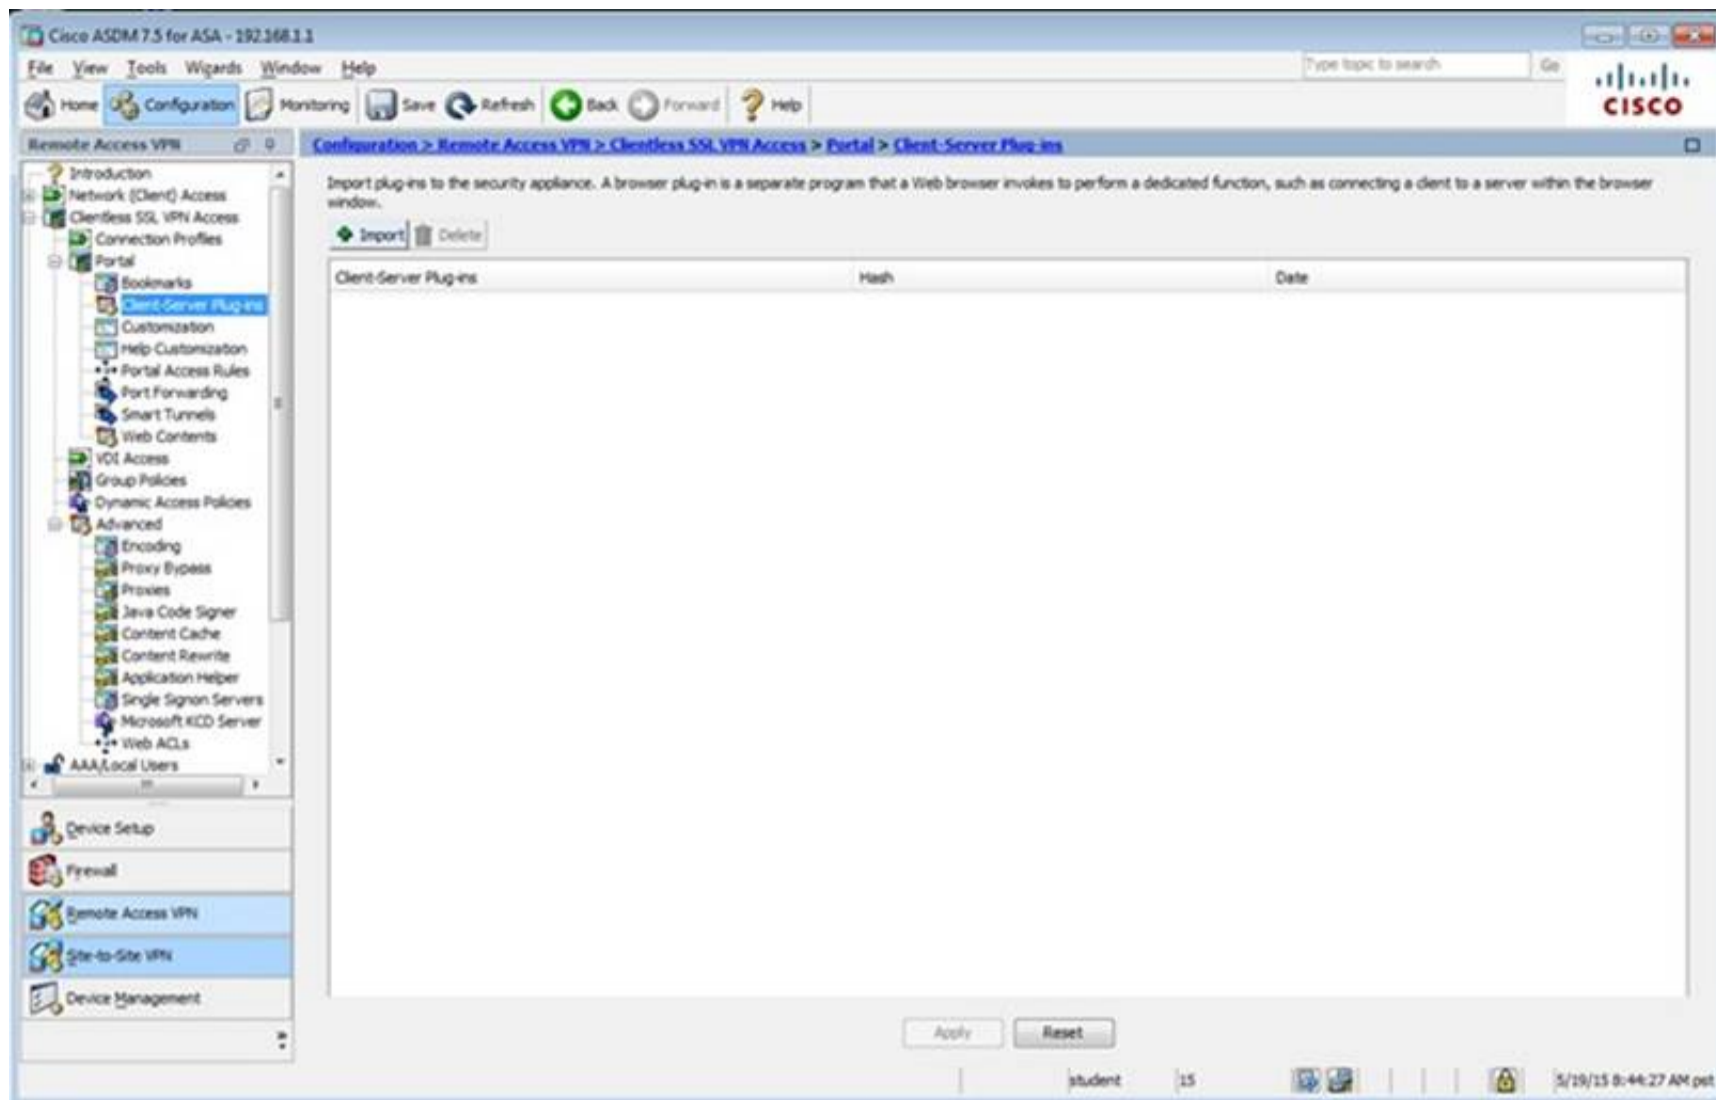 Cisco ASDM 7.5 for ASA - 192.168.1.1
File View Tools Wizards Window Help
Type topic to search Go
Home Configuration Monitoring Save Refresh Back Forward Help
CISCO
Remote Access VPN
Configuration > Remote Access VPN > Clientless SSL VPN Access > Portal > Client-Server Plug-ins
Introduction
Network (Client) Access
Clientless SSL VPN Access
Connection Profiles
Portal
Bookmarks
Client-Server Plug-ins
Customization
Help Customization
Portal Access Rules
Port Forwarding
Smart Tunnels
Web Contents
VDI Access
Group Policies
Dynamic Access Policies
Advanced
Encoding
Proxy Bypass
Proxies
Java Code Signer
Content Cache
Content Rewrite
Application Helper
Single Signon Servers
Microsoft KCD Server
Web ACLs
AAA/Local Users
Device Setup
Firewall
Remote Access VPN
Site-to-Site VPN
Device Management
Import plug-ins to the security appliance. A browser plug-in is a separate program that a Web browser invokes to perform a dedicated function, such as connecting a client to a server within the browser
window.
Import Delete
Client-Server Plug-ins Hash Date
Apply Reset
student 15 5/19/15 8:44:27 AM pst